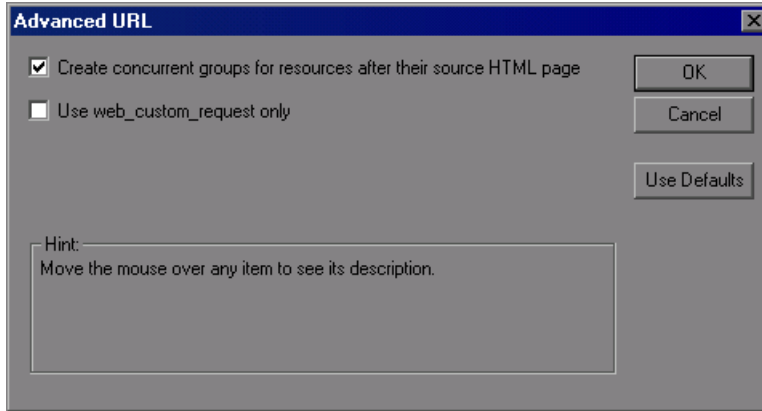 Advanced URL
Create concurrent groups for resources after their source HTML page
OK
Use web_custom_request only
Cancel
Use Defaults
Hint:
Move the mouse over any item to see its description.